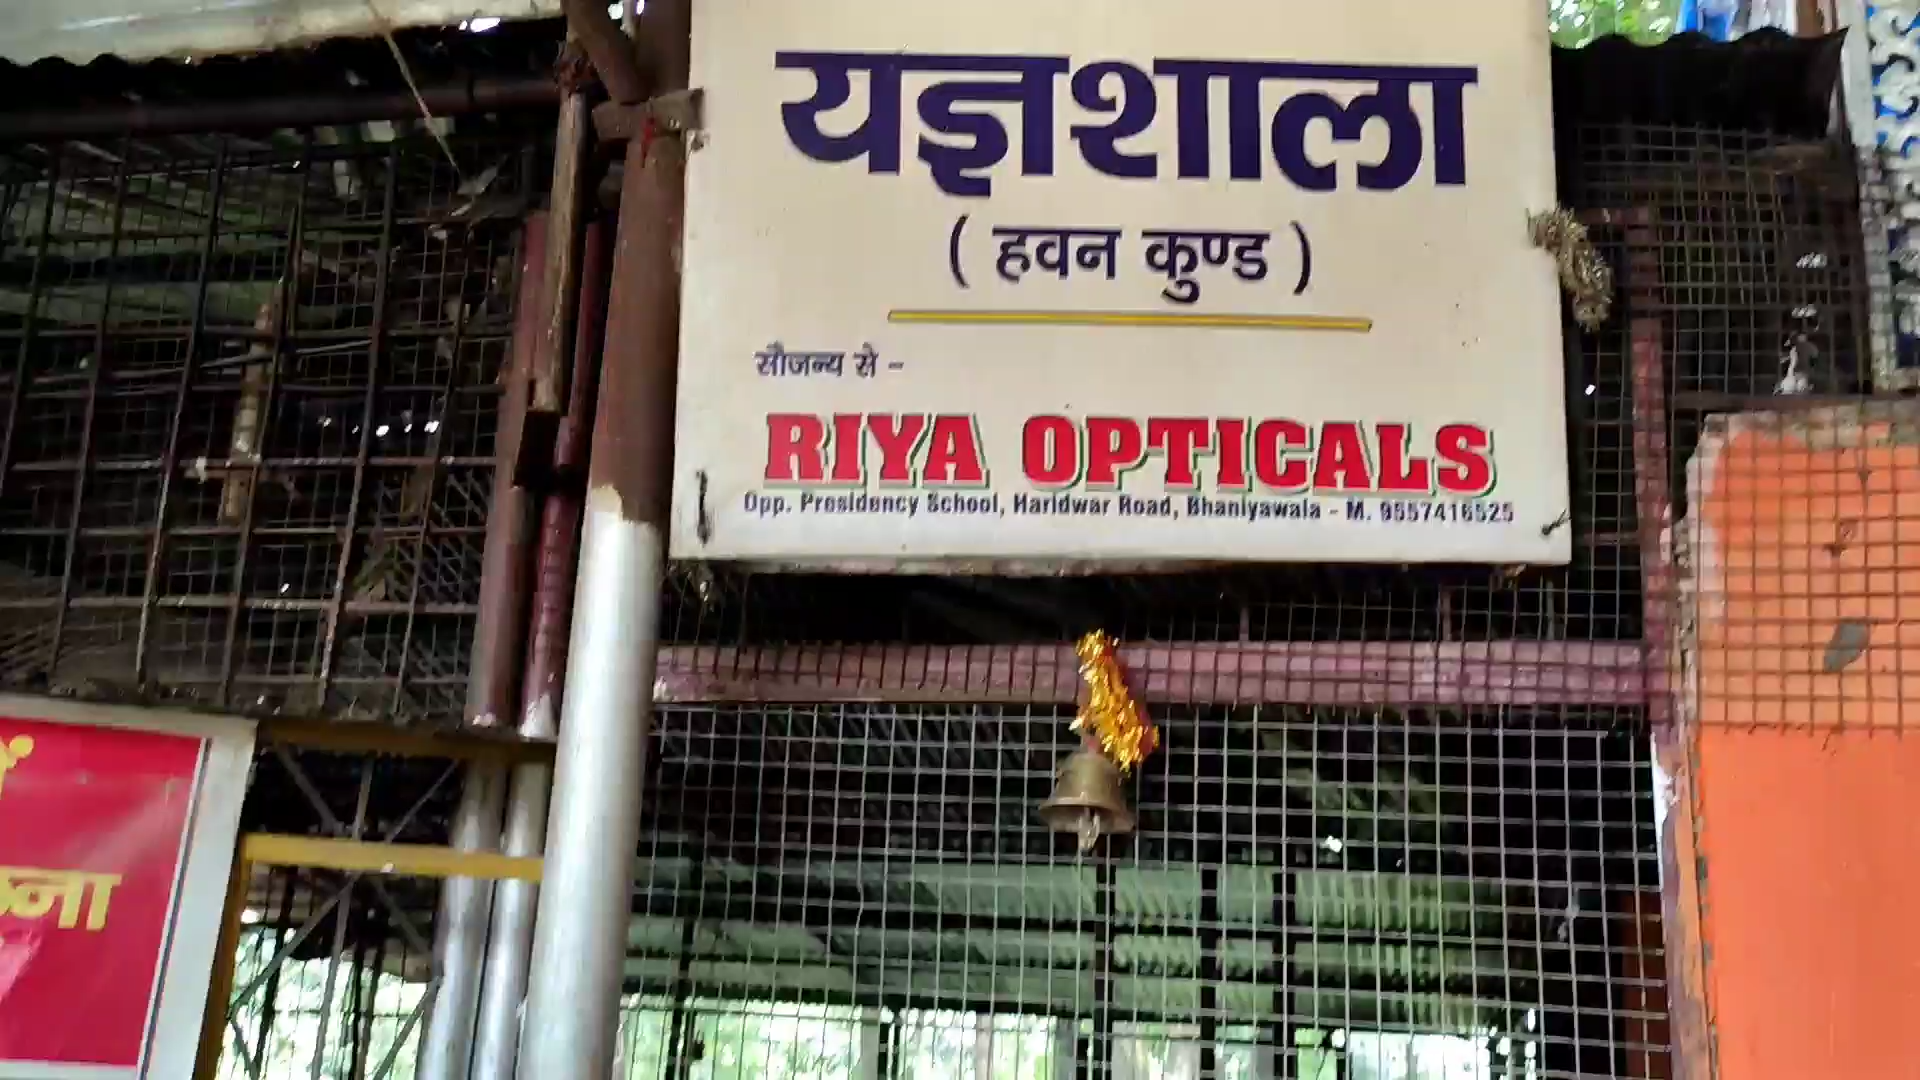 यज्ञशाला
( हवन कुण्ड )
सौजन्य से -
RIYA OPTICALS
Opp. Presidency School, Haridwar Road, Bhaniyawala - M. 9557416525